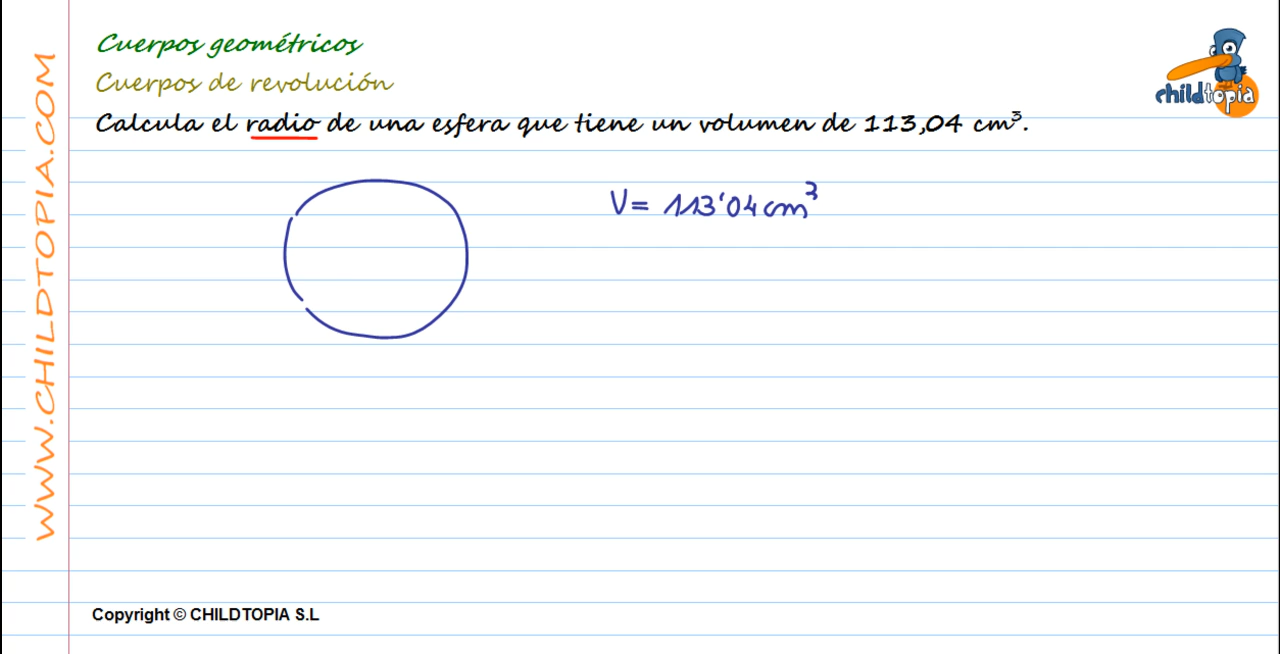 Cuerpos geométricos
Cuerpos de revolución
childtopia
Calcula el radio de una esfera que tiene un volumen de 113,04 cm³.
V= 113'04 cm³
WWW.CHILDTOPIA.COM
Copyright © CHILDTOPIA S.L